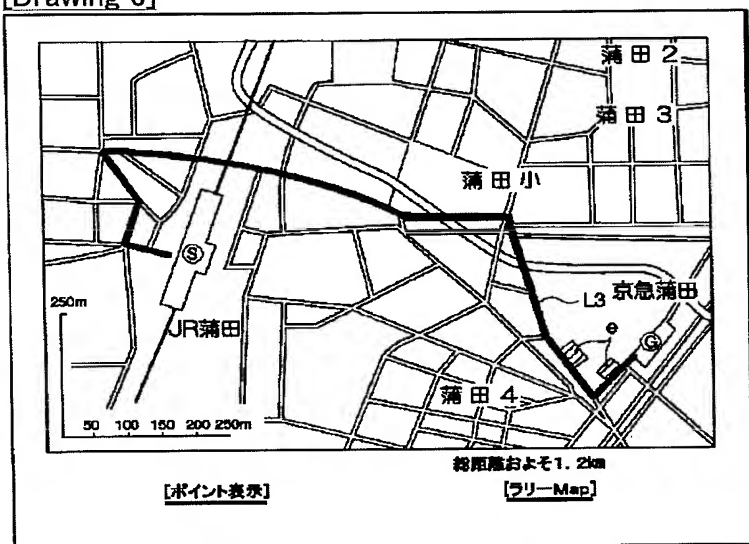 [Drawing 6]
蒲田2
蒲田3
蒲田小
S
L3
京急蒲田
250m
JR蒲田
e
G
蒲田4
50 100 150 200 250m
総距離およそ1.2km
[ポイント表示]
[ラリーMap]